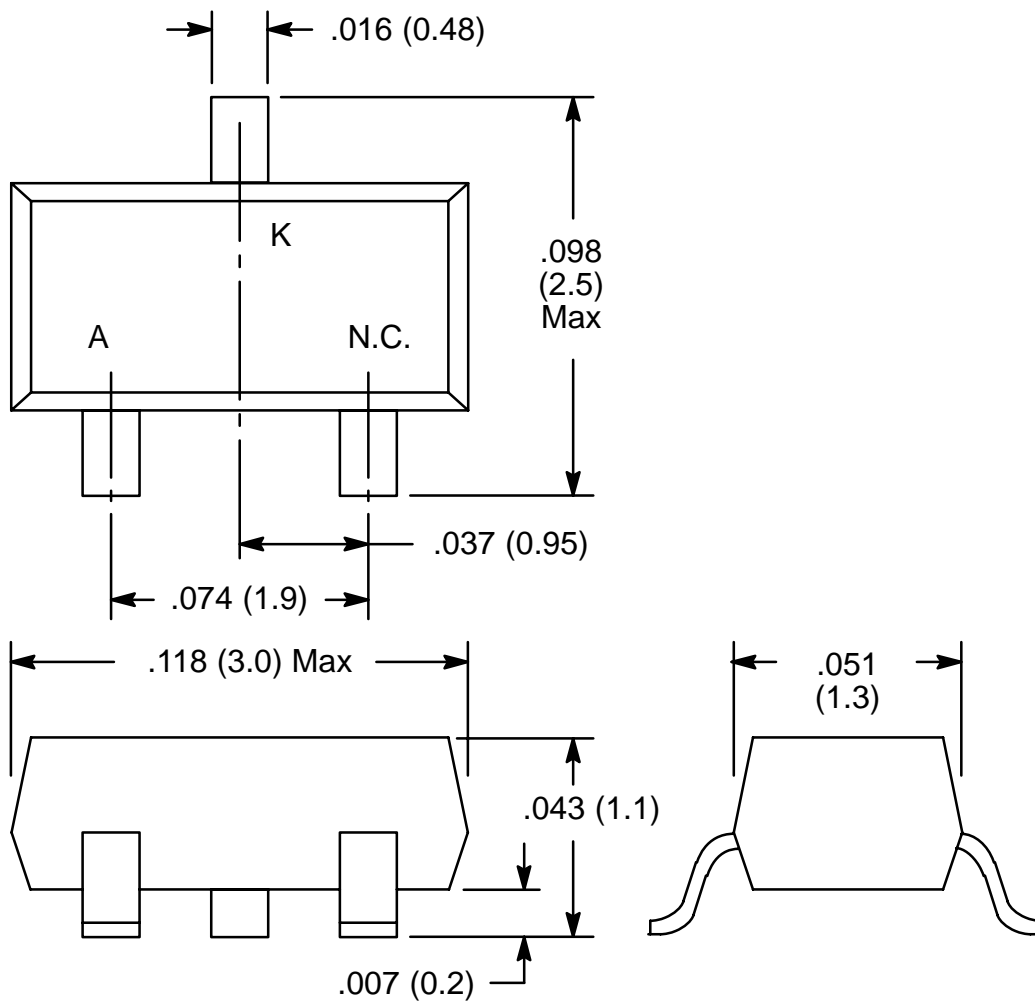 .016 (0.48)
K
.098
(2.5)
Max
A
N.C.
.037 (0.95)
.074 (1.9)
.118 (3.0) Max
.051
(1.3)
.043 (1.1)
.007 (0.2)